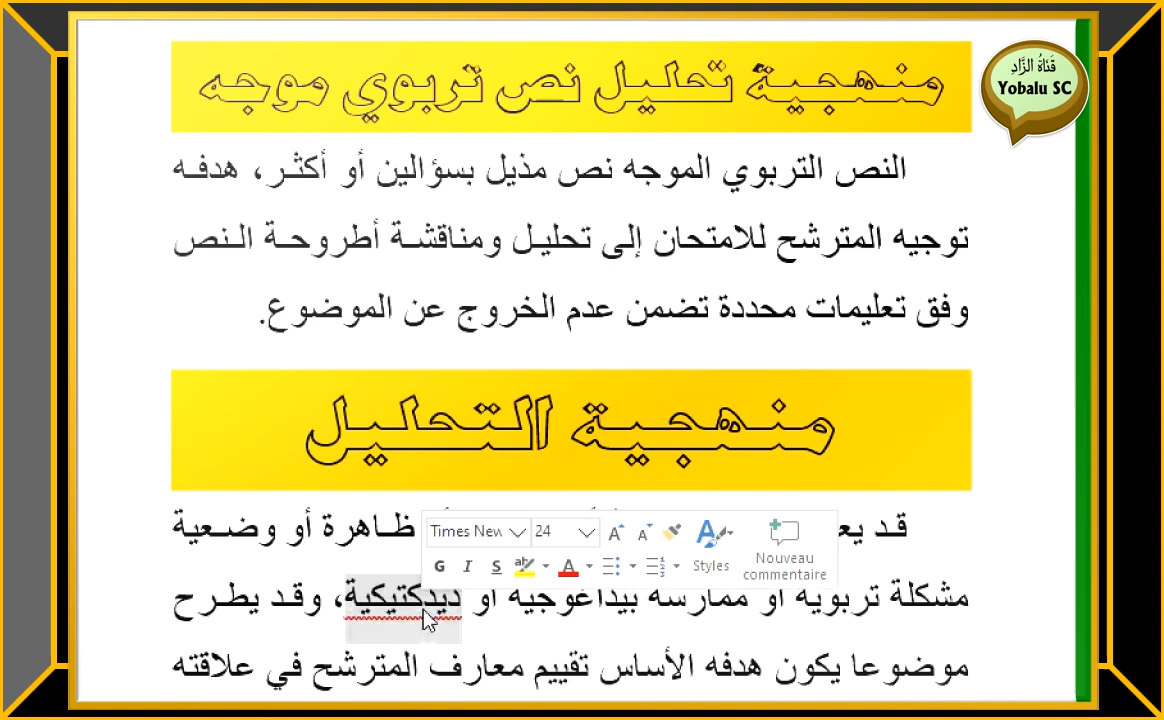 منهجية تحليل نص تربوي موجه
قناةُ الزَّادِ
Yobalu SC
النص التربوي الموجه نص مذيل بسؤالين أو أكثر، هدفه
توجيه المترشح للامتحان إلى تحليل ومناقشة أطروحة النص
وفق تعليمات محددة تضمن عدم الخروج عن الموضوع.
منهجية التحليل
قد ظاهرة أو وضعية
Times New 24
G I S Styles Nouveau commentaire
مشكلة تربوية أو ممارسة بيداغوجية أو ديدكتيكية، وقد يطرح
موضوعا يكون هدفه الأساس تقييم معارف المترشح في علاقته